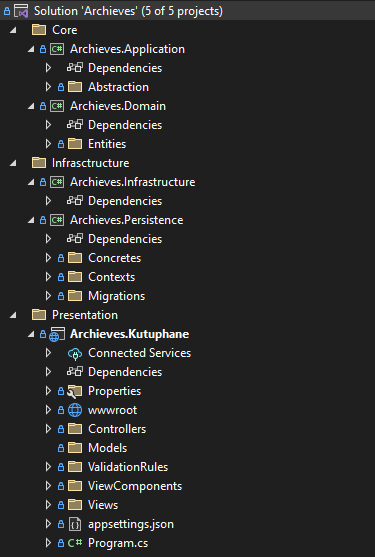 Solution 'Archieves' (5 of 5 projects)
Core
C# Archieves.Application
Dependencies
Abstraction
C# Archieves.Domain
Dependencies
Entities
Infrasctructure
C# Archieves.Infrastructure
Dependencies
C# Archieves.Persistence
Dependencies
Concretes
Contexts
Migrations
Presentation
Archieves.Kutuphane
Connected Services
Dependencies
Properties
wwwroot
Controllers
Models
ValidationRules
ViewComponents
Views
appsettings.json
C# Program.cs